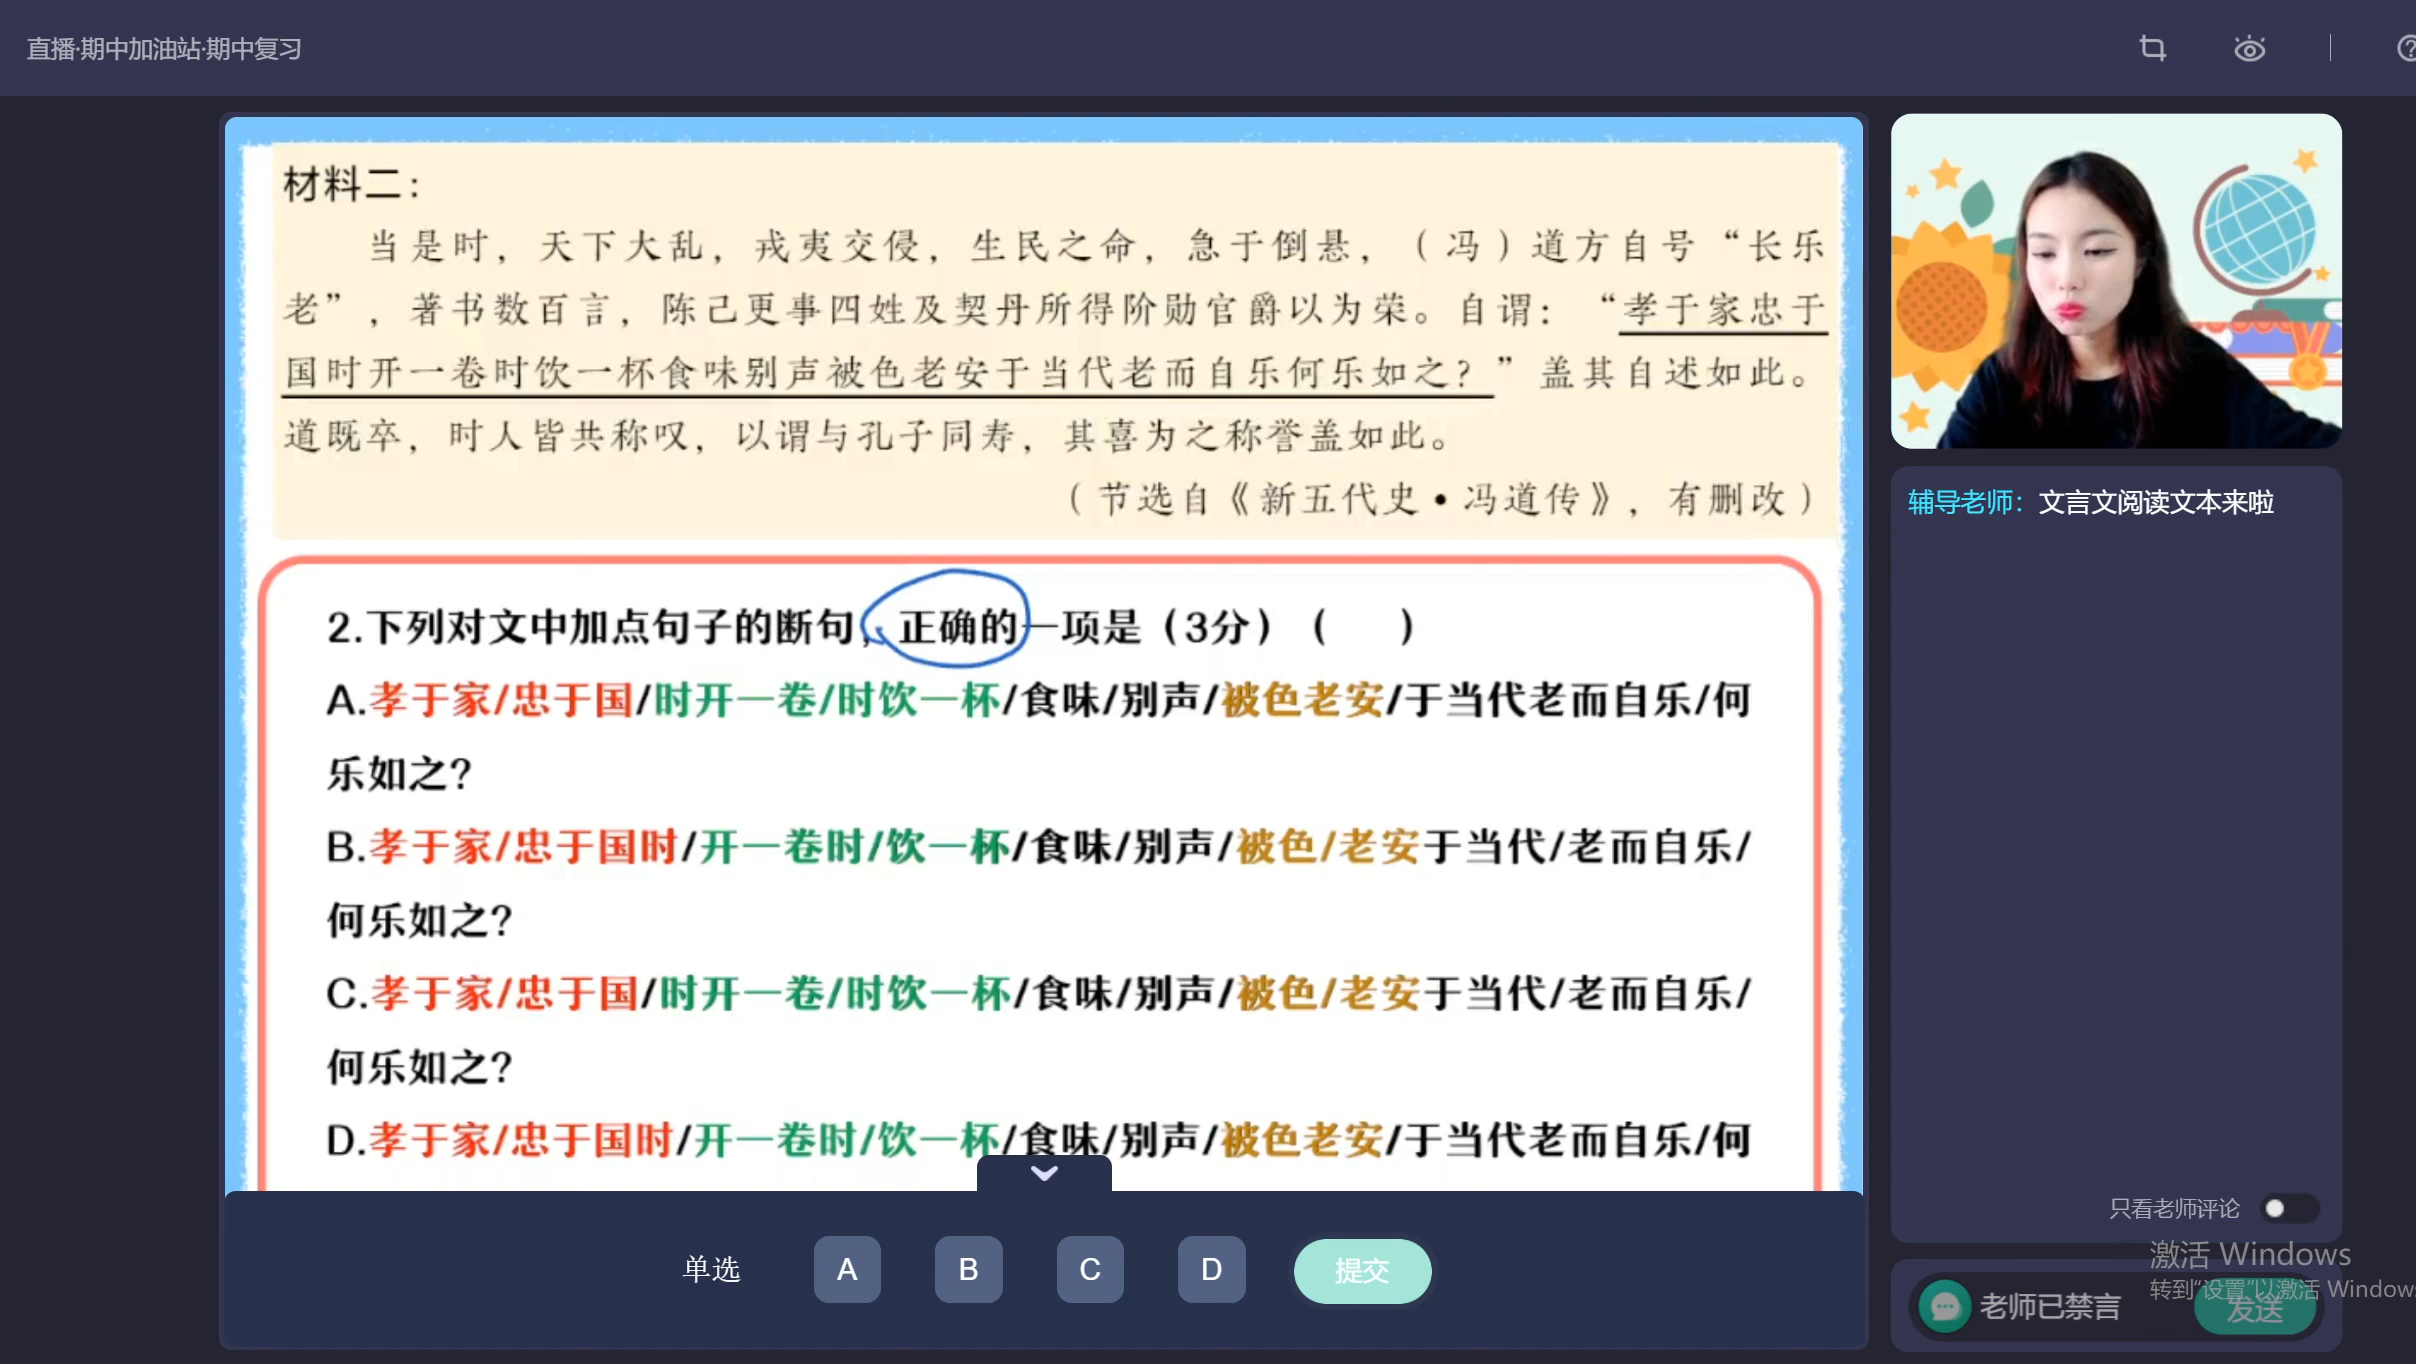 直播·期中加油站·期中复习
材料二：
当是时，天下大乱，戎夷交侵，生民之命，急于倒悬，（冯）道方自号“长乐
老”，著书数百言，陈己更事四姓及契丹所得阶勋官爵以为荣。自谓：“孝于家忠于
国时开一卷时饮一杯食味别声被色老安于当代老而自乐何乐如之？”盖其自述如此。
道既卒，时人皆共称叹，以谓与孔子同寿，其喜为之称誉盖如此。
（节选自《新五代史·冯道传》，有删改）
2.下列对文中加点句子的断句，正确的一项是（3分）（ ）
A.孝于家/忠于国/时开一卷/时饮一杯/食味/别声/被色老安/于当代老而自乐/何
乐如之？
B.孝于家/忠于国时/开一卷时/饮一杯/食味/别声/被色/老安于当代/老而自乐/
何乐如之？
C.孝于家/忠于国/时开一卷/时饮一杯/食味/别声/被色/老安于当代/老而自乐/
何乐如之？
D.孝于家/忠于国时/开一卷时/饮一杯/食味/别声/被色老安/于当代老而自乐/何
单选 A B C D 提交
辅导老师：文言文阅读文本来啦
只看老师评论
激活 Windows
转到“设置”以激活 Windows
老师已禁言 发送